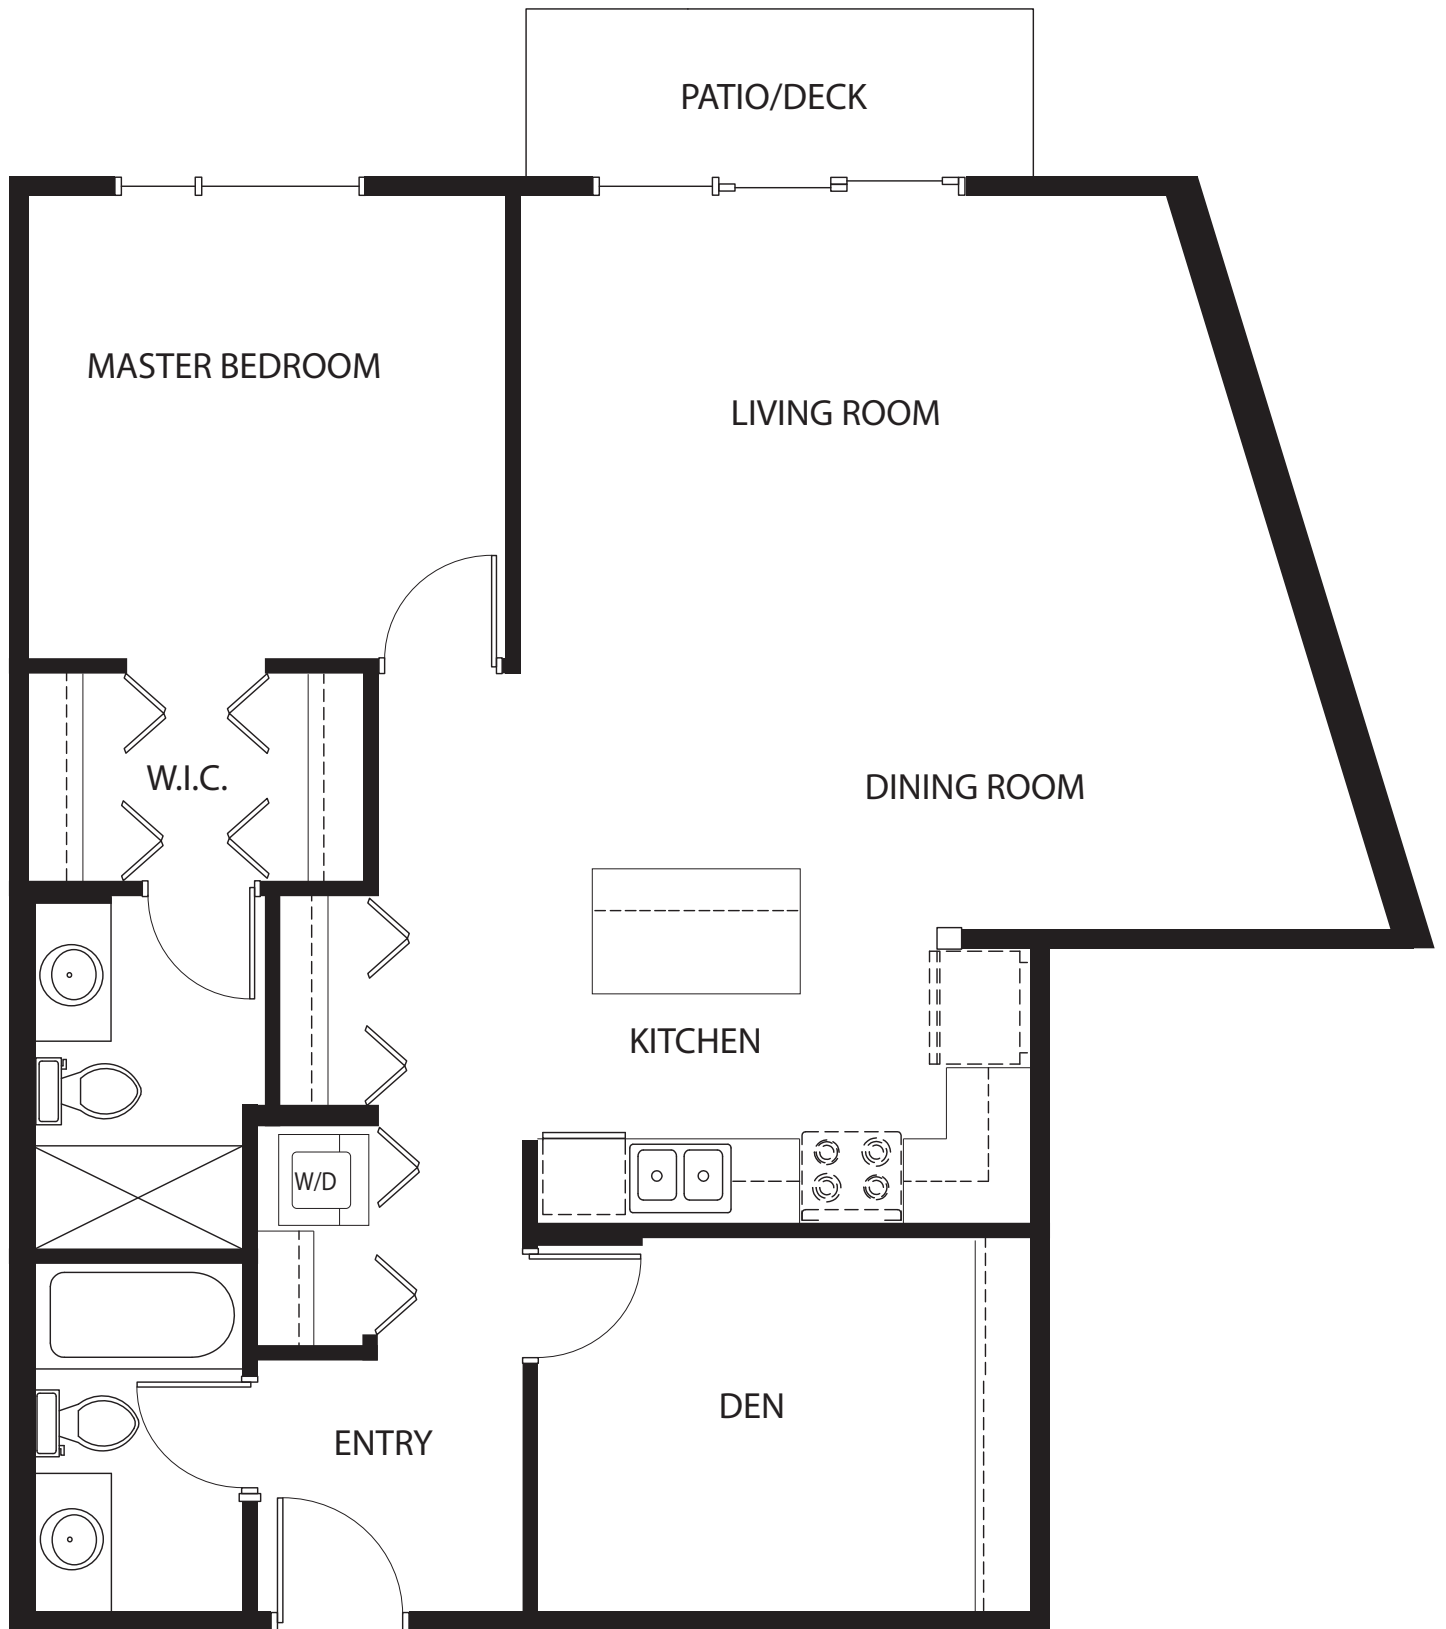 PATIO/DECK
MASTER BEDROOM
LIVING ROOM
W.I.C.
DINING ROOM
KITCHEN
W/D
DEN
ENTRY